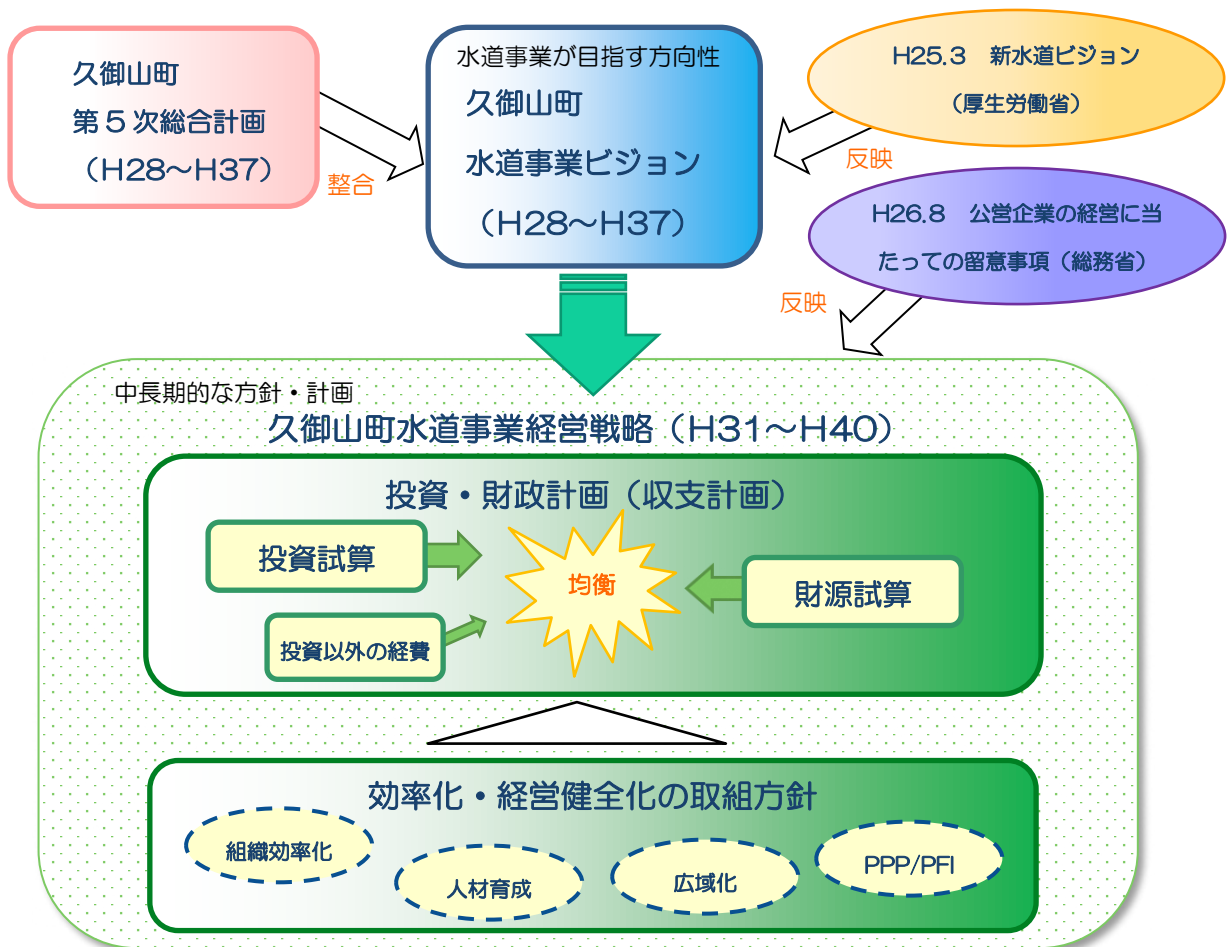 久御山町
第5次総合計画
（H28～H37）
整合
水道事業が目指す方向性
久御山町
水道事業ビジョン
（H28～H37）
H25.3　新水道ビジョン
（厚生労働省）
反映
H26.8　公営企業の経営に当
たっての留意事項（総務省）
反映
中長期的な方針・計画
久御山町水道事業経営戦略（H31～H40）
投資・財政計画（収支計画）
投資試算
均衡
財源試算
投資以外の経費
効率化・経営健全化の取組方針
組織効率化
人材育成
広域化
PPP/PFI